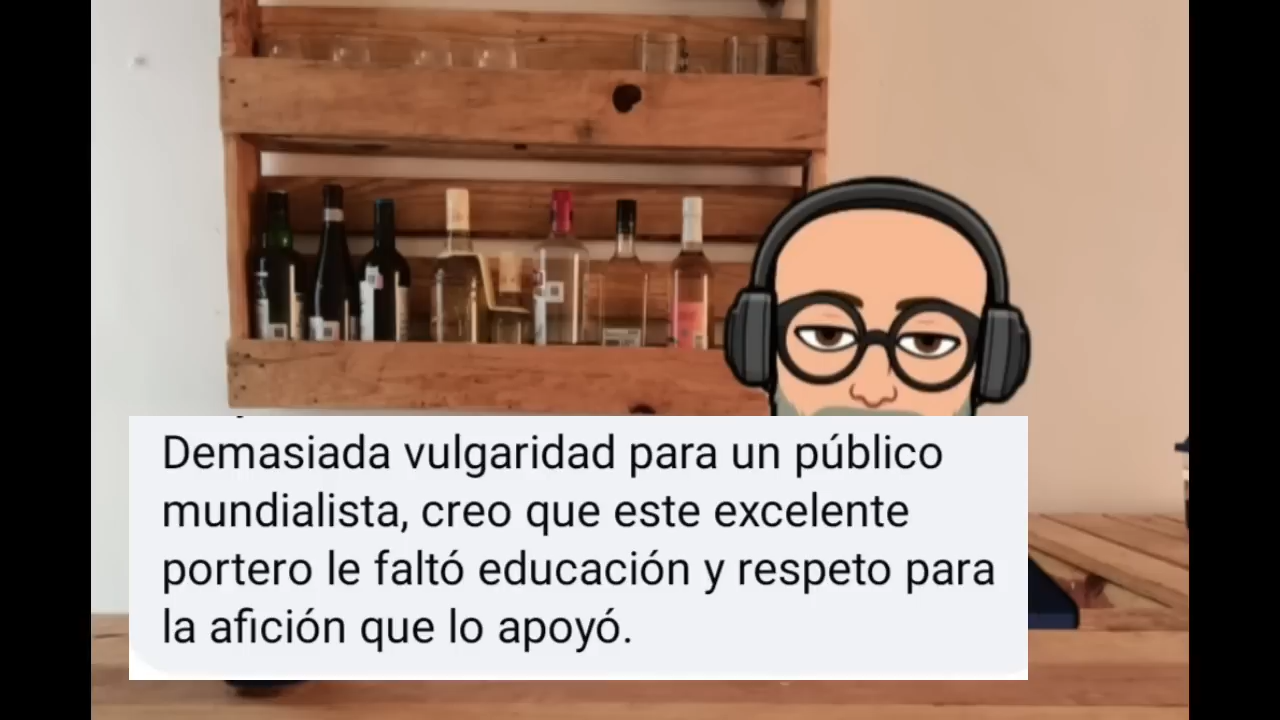 Demasiada vulgaridad para un público
mundialista, creo que este excelente
portero le faltó educación y respeto para
la afición que lo apoyó.